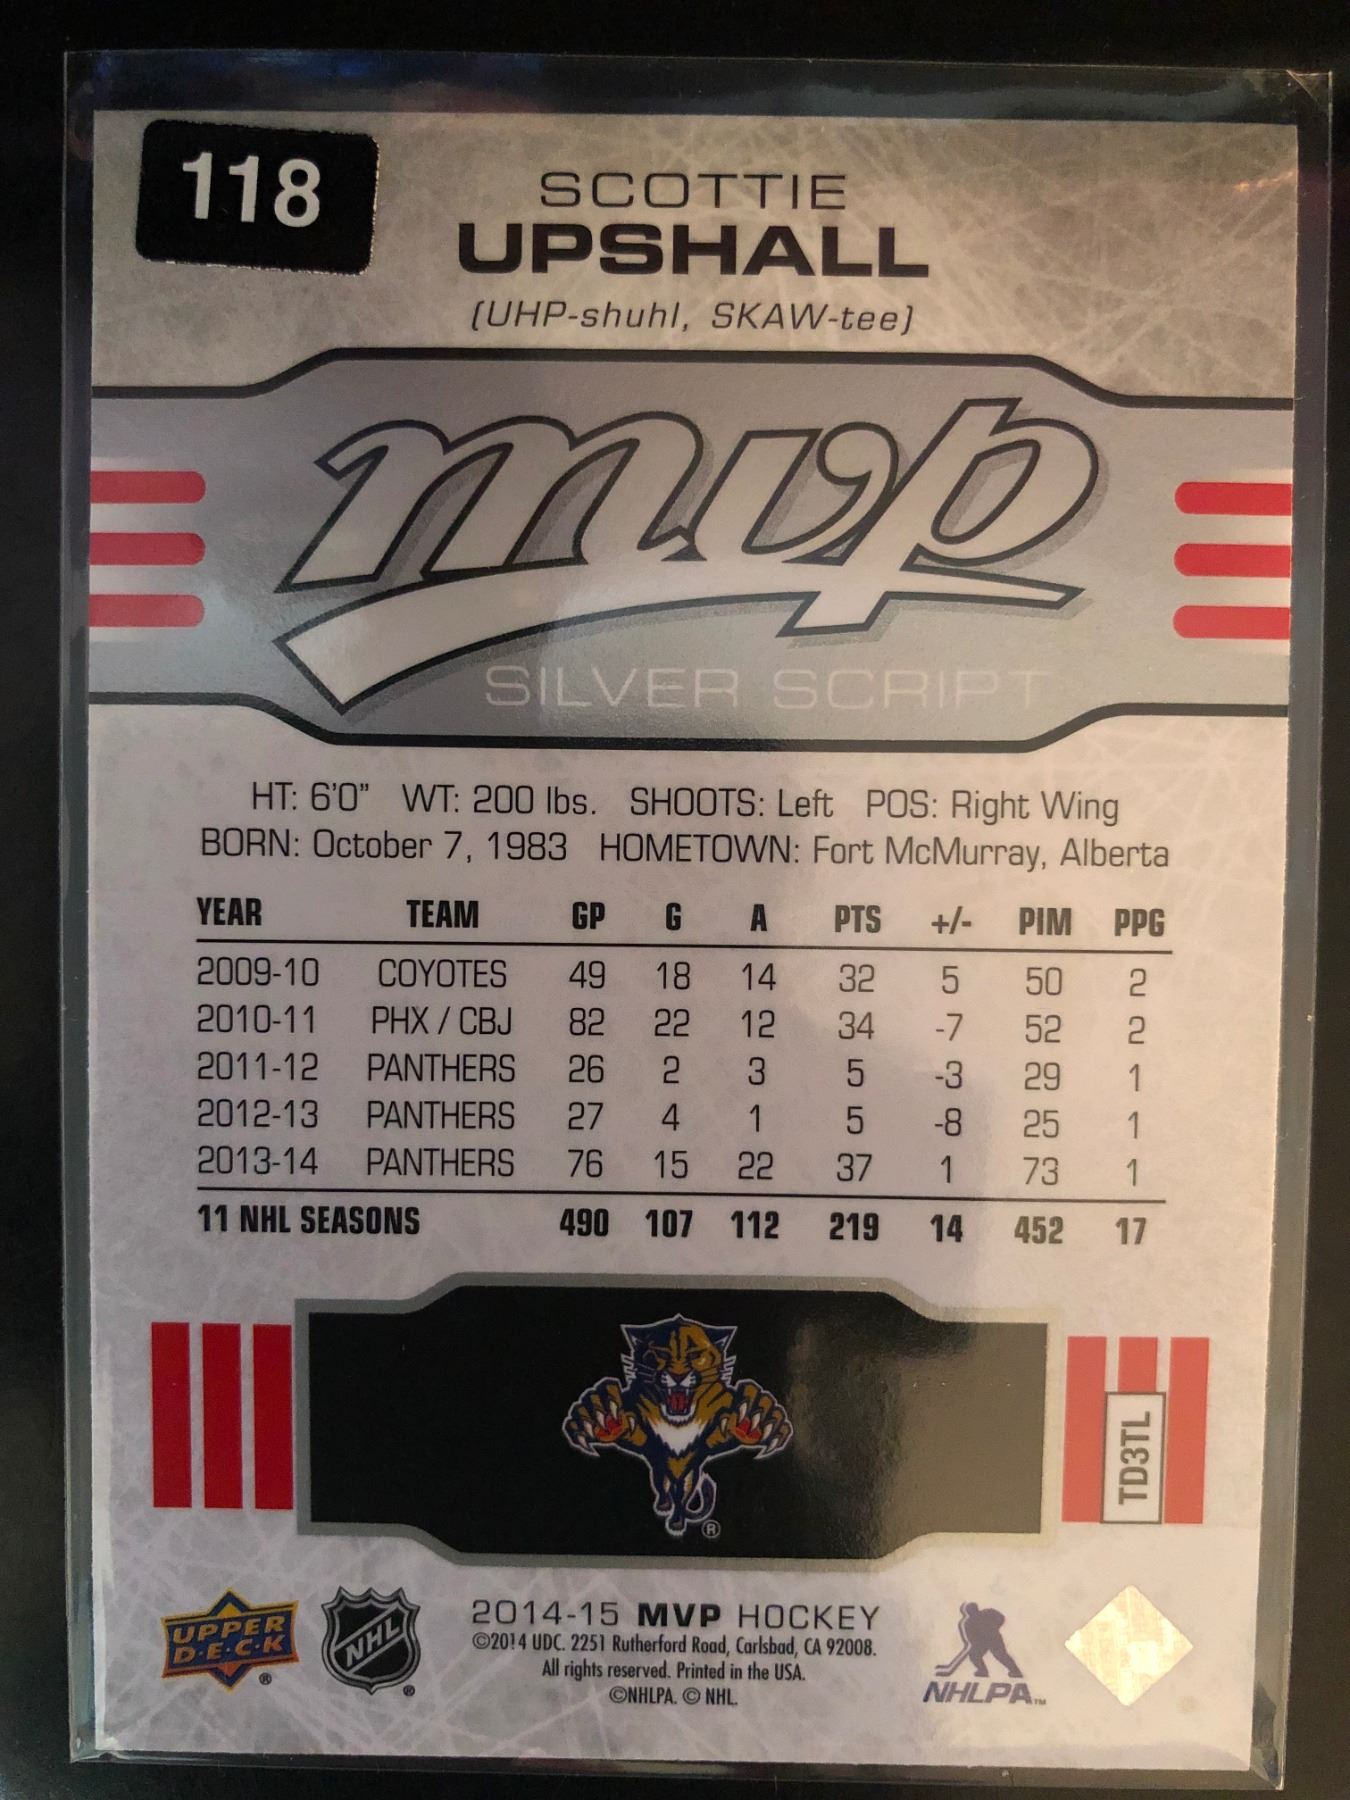 118
SCOTTIE
UPSHALL
(UHP-shuhl, SKAW-tee)
mvp
SILVER SCRIPT
HT: 6'0" WT: 200 lbs. SHOOTS: Left POS: Right Wing
BORN: October 7, 1983 HOMETOWN: Fort McMurray, Alberta
YEAR TEAM GP G A PTS +/- PIM PPG
2009-10 COYOTES 49 18 14 32 5 50 2
2010-11 PHX / CBJ 82 22 12 34 -7 52 2
2011-12 PANTHERS 26 2 3 5 -3 29 1
2012-13 PANTHERS 27 4 1 5 -8 25 1
2013-14 PANTHERS 76 15 22 37 1 73 1
11 NHL SEASONS 490 107 112 219 14 452 17
TD3TL
®
UPPER
D·E·C·K
®
NHL
®
2014-15 MVP HOCKEY
©2014 UDC. 2251 Rutherford Road, Carlsbad, CA 92008.
All rights reserved. Printed in the USA.
©NHLPA. © NHL.
NHLPA™